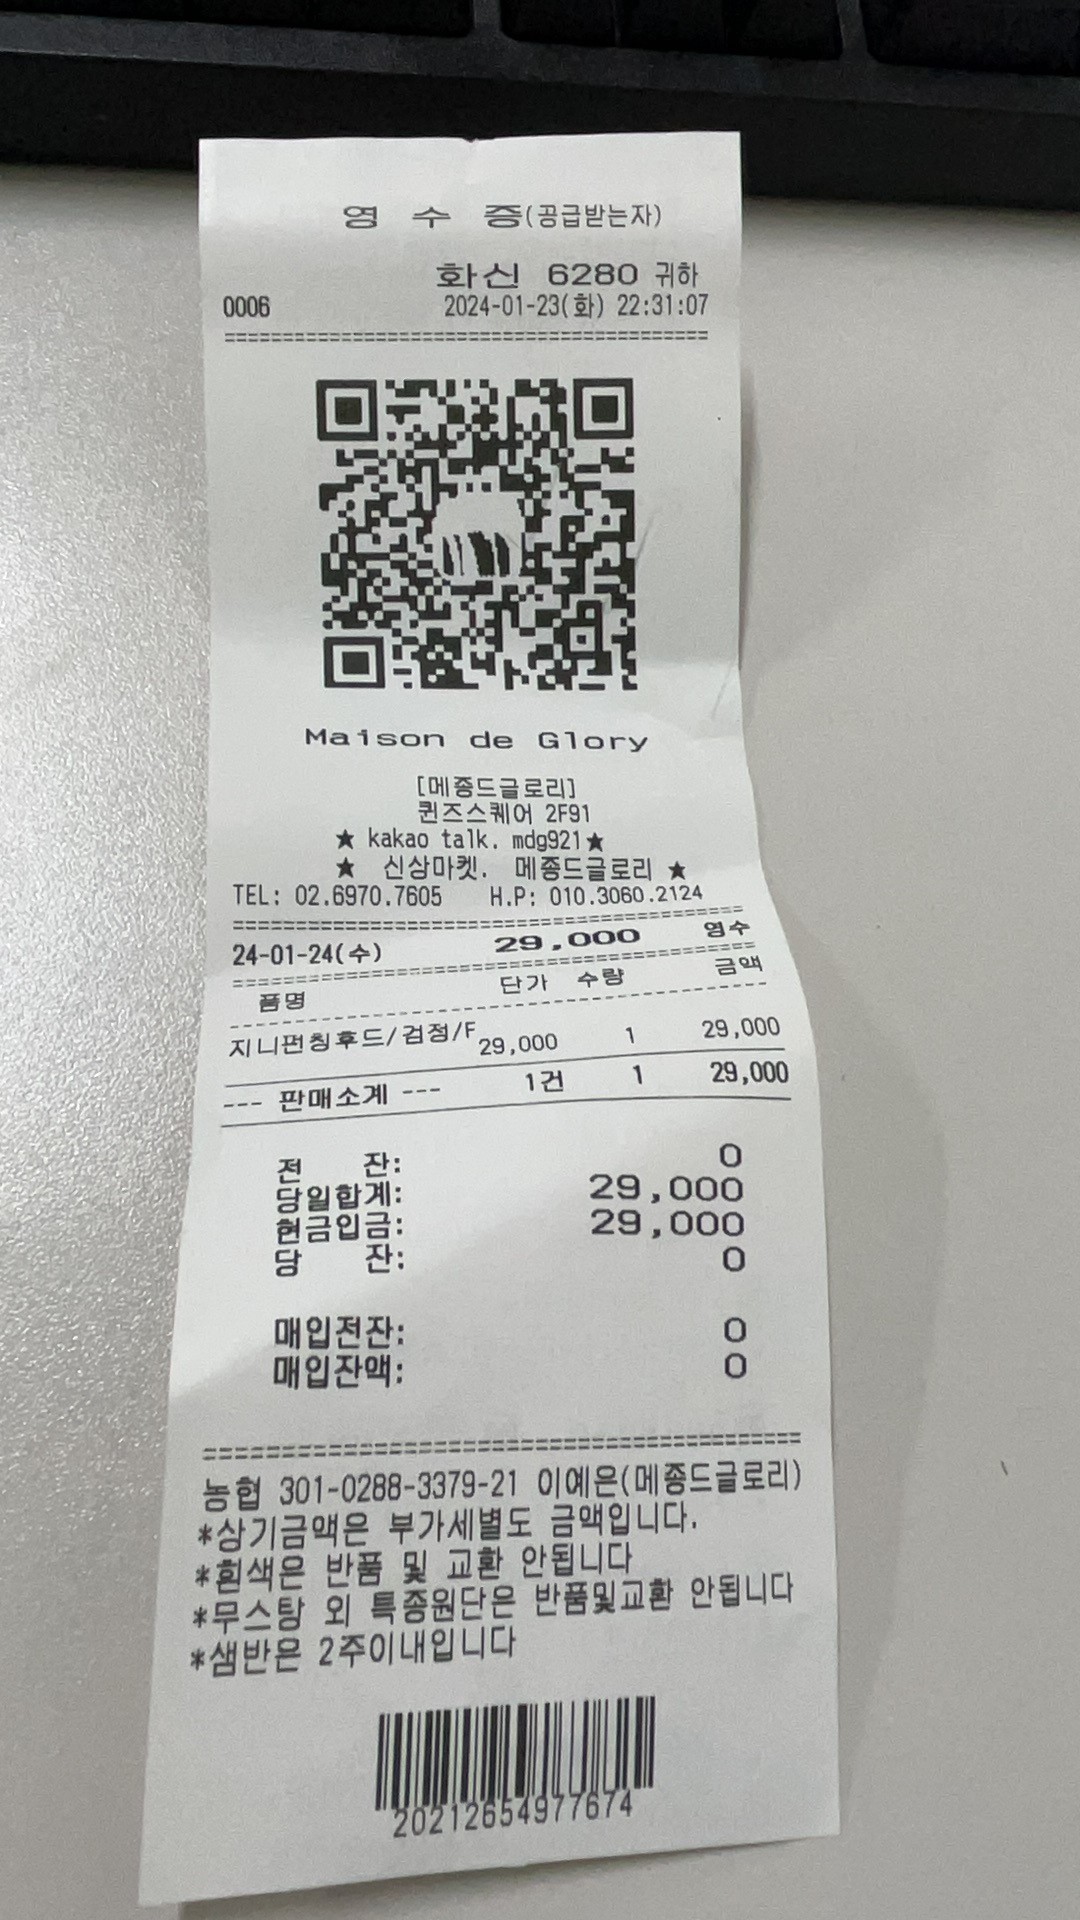 영 수 증(공급받는자)
화신 6280 귀하
0006 2024-01-23(화) 22:31:07
Maison de Glory
[메종드글로리]
퀸즈스퀘어 2F91
★ kakao talk. mdg921★
★ 신상마켓. 메종드글로리 ★
TEL: 02.6970.7605 H.P: 010.3060.2124
24-01-24(수) 29,000 영수
품명 단가 수량 금액
지니펀칭후드/검정/F 29,000 1 29,000
--- 판매소계 --- 1건 1 29,000
전 잔: 0
당일합계: 29,000
현금입금: 29,000
당 잔: 0
매입전잔: 0
매입잔액: 0
농협 301-0288-3379-21 이예은(메종드글로리)
*상기금액은 부가세별도 금액입니다.
*흰색은 반품 및 교환 안됩니다
*무스탕 외 특종원단은 반품및교환 안됩니다
*샘반은 2주이내입니다
20212654977674